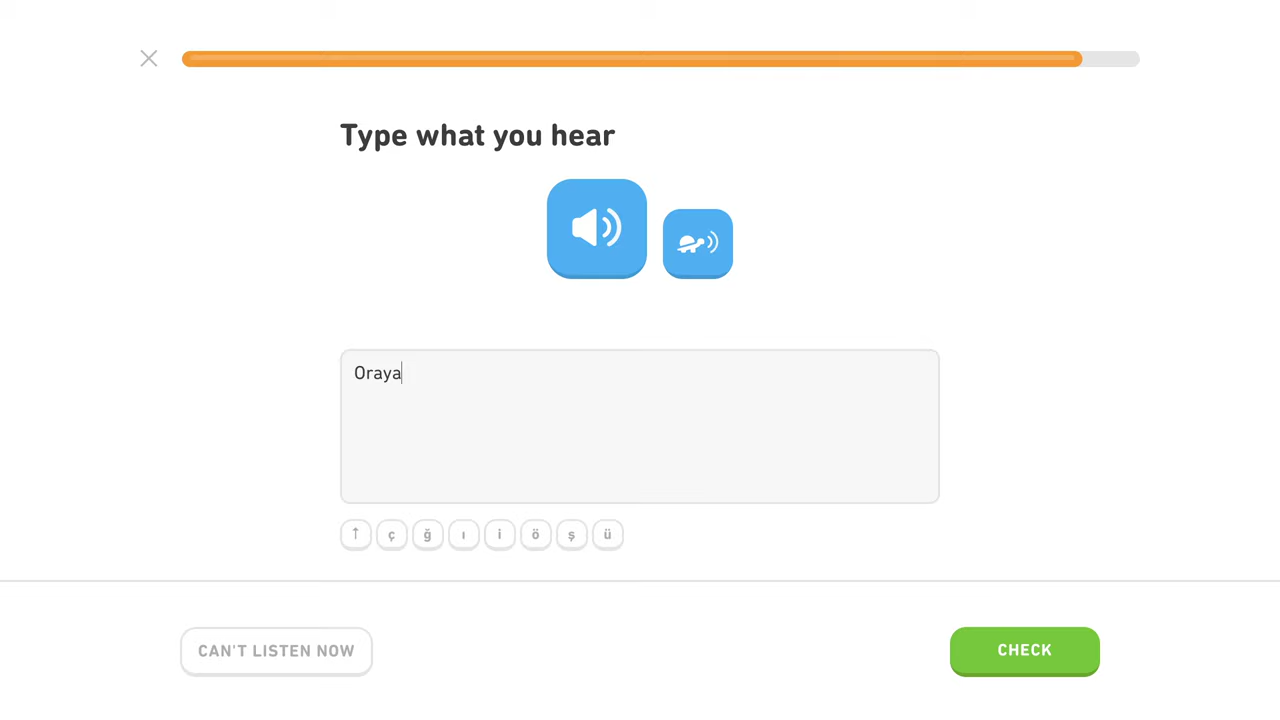 Type what you hear
Oraya
↑ ç ğ ı i ö ş ü
CAN'T LISTEN NOW
CHECK